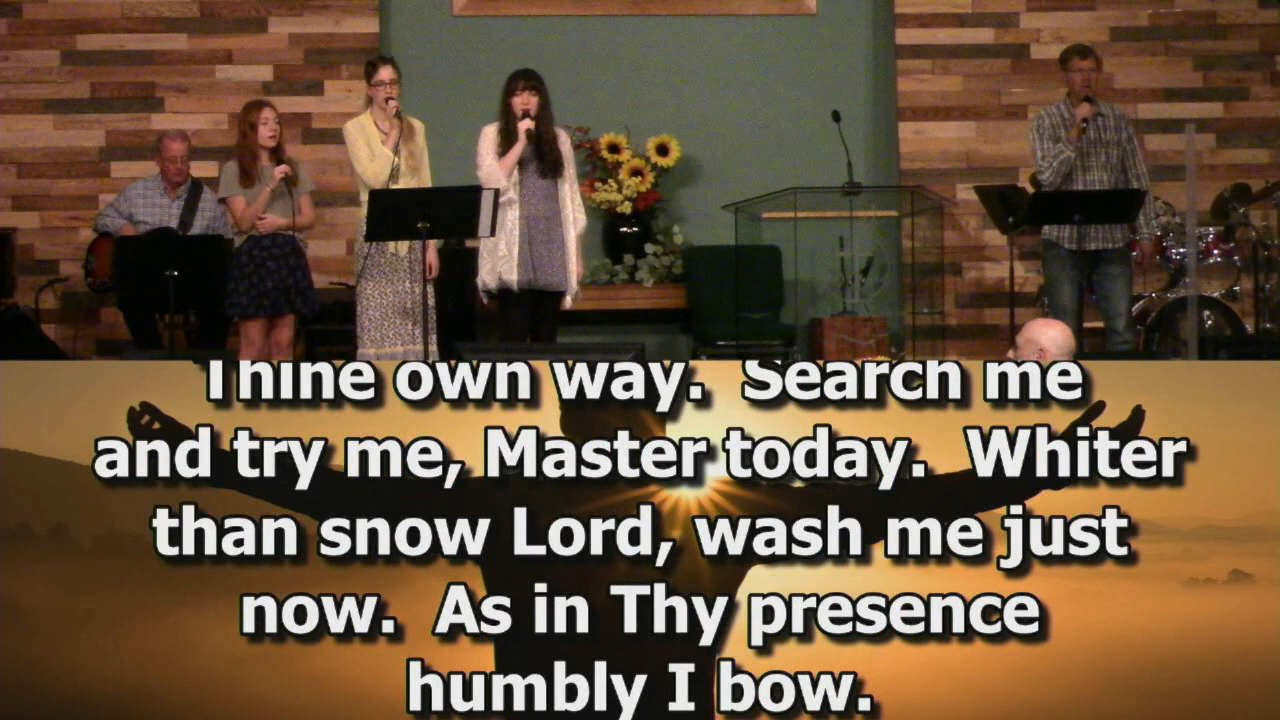 Thine own way. Search me
and try me, Master today. Whiter
than snow Lord, wash me just
now. As in Thy presence
humbly I bow.